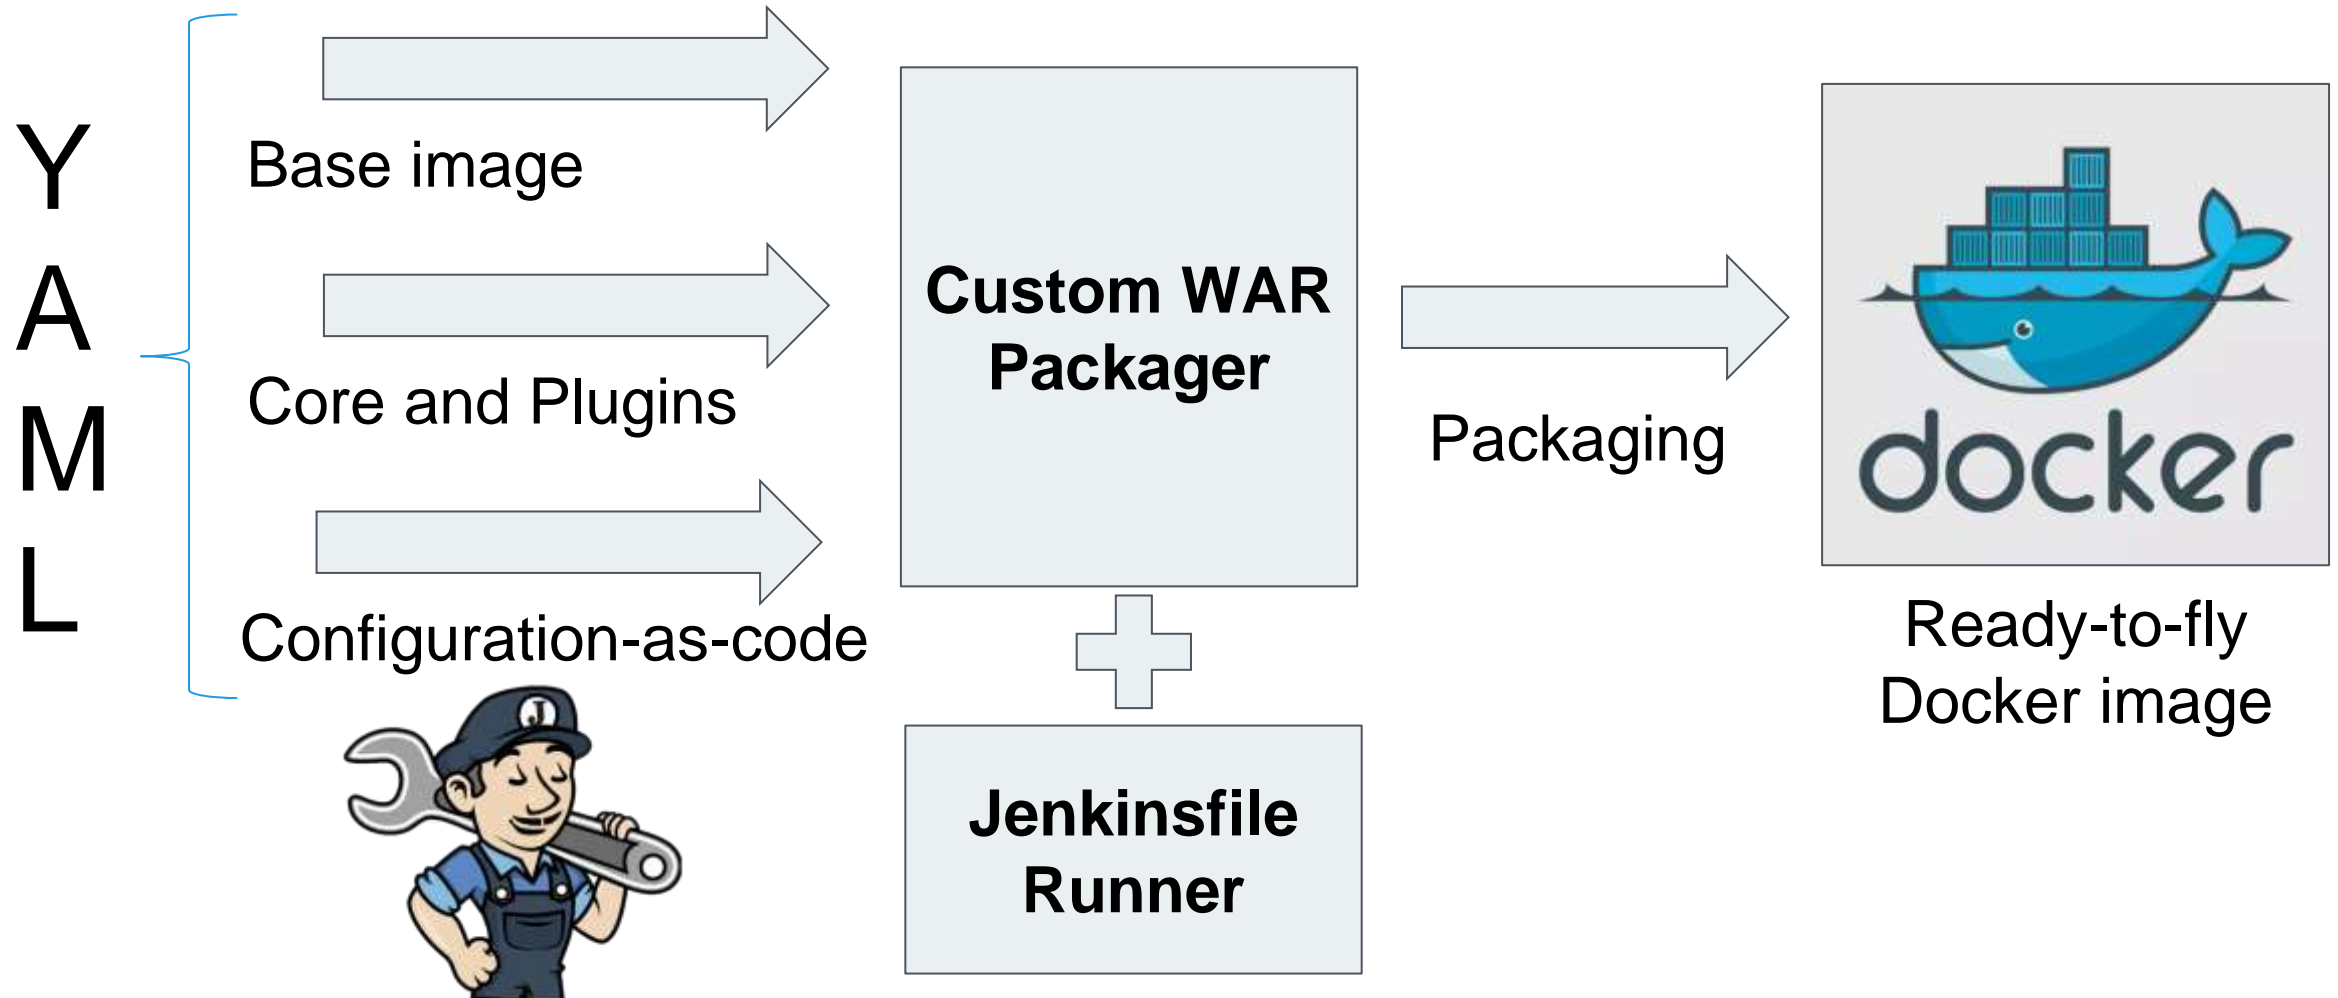 YAML
Base image
Core and Plugins
Configuration-as-code
J
Custom WAR
Packager
Jenkinsfile
Runner
Packaging
docker
Ready-to-fly
Docker image